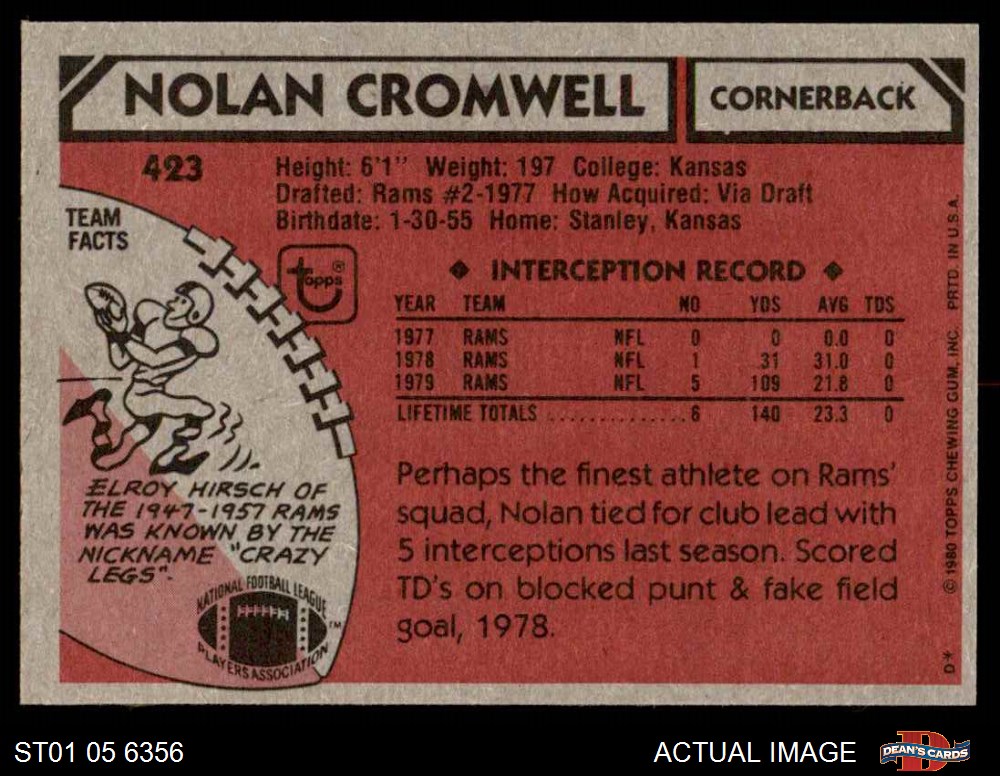 NOLAN CROMWELL
CORNERBACK
423
Height: 6'1" Weight: 197 College: Kansas
Drafted: Rams #2-1977 How Acquired: Via Draft
Birthdate: 1-30-55 Home: Stanley, Kansas
TEAM
FACTS
topps®
◆ INTERCEPTION RECORD ◆
YEAR TEAM NO YDS AVG TDS
1977 RAMS NFL 0 0 0.0 0
1978 RAMS NFL 1 31 31.0 0
1979 RAMS NFL 5 109 21.8 0
LIFETIME TOTALS ............. 6 140 23.3 0
Perhaps the finest athlete on Rams'
squad, Nolan tied for club lead with
5 interceptions last season. Scored
TD's on blocked punt & fake field
goal, 1978.
ELROY HIRSCH OF
THE 1947-1957 RAMS
WAS KNOWN BY THE
NICKNAME "CRAZY
LEGS".
NATIONAL FOOTBALL LEAGUE
PLAYERS ASSOCIATION
TM
© 1980 TOPPS CHEWING GUM, INC. PRTD. IN U.S.A.
D*
ST01 05 6356
ACTUAL IMAGE
D
DEAN'S CARDS